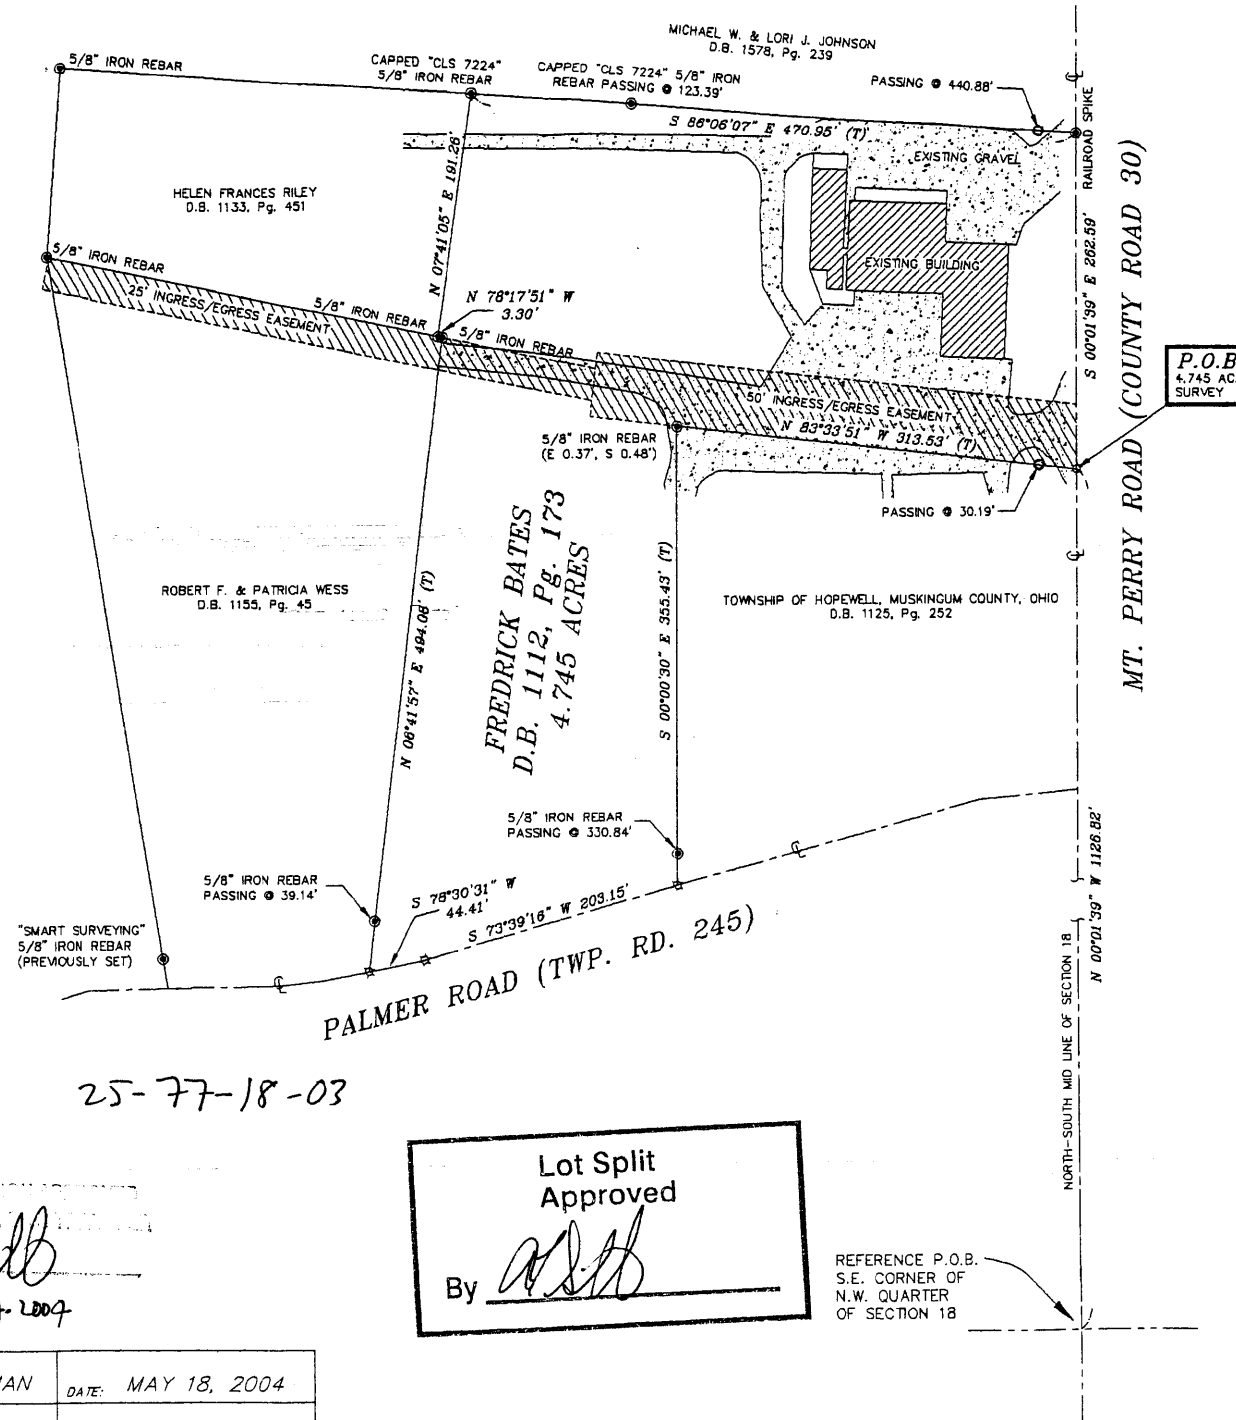 MICHAEL W. & LORI J. JOHNSON
D.B. 1578, Pg. 239
5/8" IRON REBAR
CAPPED "CLS 7224"
5/8" IRON REBAR
CAPPED "CLS 7224" 5/8" IRON
REBAR PASSING @ 123.39'
PASSING @ 440.88'
RAILROAD SPIKE
S 86°06'07" E 470.95' (T)
EXISTING GRAVEL
HELEN FRANCES RILEY
D.B. 1133, Pg. 451
N 07°41'05" E 191.26'
EXISTING BUILDING
S 00°01'39" E 262.59'
MT. PERRY ROAD (COUNTY ROAD 30)
5/8" IRON REBAR
25' INGRESS/EGRESS EASEMENT
5/8" IRON REBAR
N 78°17'51" W
3.30'
5/8" IRON REBAR
P.O.B
4.745 AC.
SURVEY
50' INGRESS/EGRESS EASEMENT
N 83°33'51" W 313.53' (T)
5/8" IRON REBAR
(E 0.37', S 0.48')
PASSING @ 30.19'
FREDRICK BATES
D.B. 1112, Pg. 173
4.745 ACRES
ROBERT F. & PATRICIA WESS
D.B. 1155, Pg. 45
N 06°41'57" E 494.08' (T)
S 00°00'30" E 355.43' (T)
TOWNSHIP OF HOPEWELL, MUSKINGUM COUNTY, OHIO
D.B. 1125, Pg. 252
5/8" IRON REBAR
PASSING @ 330.84'
5/8" IRON REBAR
PASSING @ 39.14'
S 78°30'31" W
44.41'
S 73°39'16" W 203.15'
"SMART SURVEYING"
5/8" IRON REBAR
(PREVIOUSLY SET)
PALMER ROAD (TWP. RD. 245)
N 00°01'39" W 1126.82'
NORTH-SOUTH MID LINE OF SECTION 18
25-77-18-03
Lot Split
Approved
By
REFERENCE P.O.B.
S.E. CORNER OF
N.W. QUARTER
OF SECTION 18
-2004
IAN
DATE: MAY 18, 2004